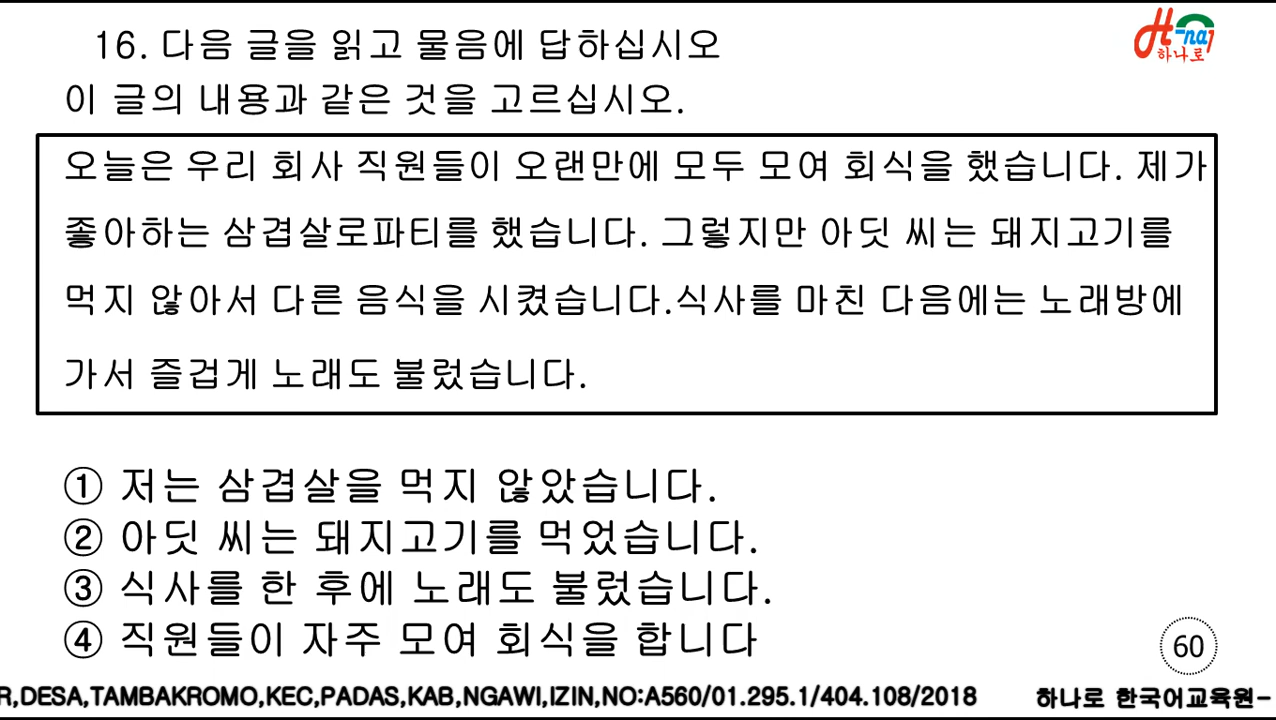 16. 다음 글을 읽고 물음에 답하십시오
이 글의 내용과 같은 것을 고르십시오.
오늘은 우리 회사 직원들이 오랜만에 모두 모여 회식을 했습니다. 제가
좋아하는 삼겹살로파티를 했습니다. 그렇지만 아딧 씨는 돼지고기를
먹지 않아서 다른 음식을 시켰습니다.식사를 마친 다음에는 노래방에
가서 즐겁게 노래도 불렀습니다.
① 저는 삼겹살을 먹지 않았습니다.
② 아딧 씨는 돼지고기를 먹었습니다.
③ 식사를 한 후에 노래도 불렀습니다.
④ 직원들이 자주 모여 회식을 합니다
H-na
하나로
60
R,DESA,TAMBAKROMO,KEC,PADAS,KAB,NGAWI,IZIN,NO:A560/01.295.1/404.108/2018 하나로 한국어교육원-